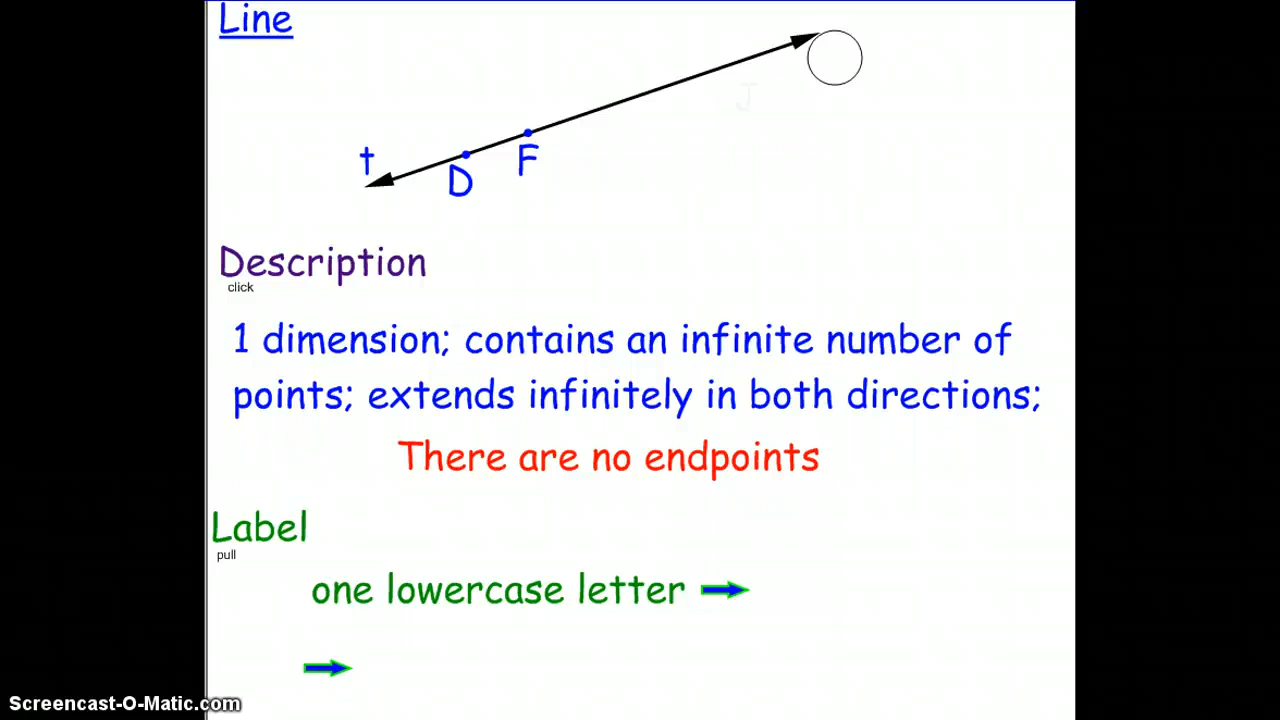 Line
J
t
F
D
Description
click
1 dimension; contains an infinite number of
points; extends infinitely in both directions;
There are no endpoints
Label
pull
one lowercase letter
Screencast-O-Matic.com